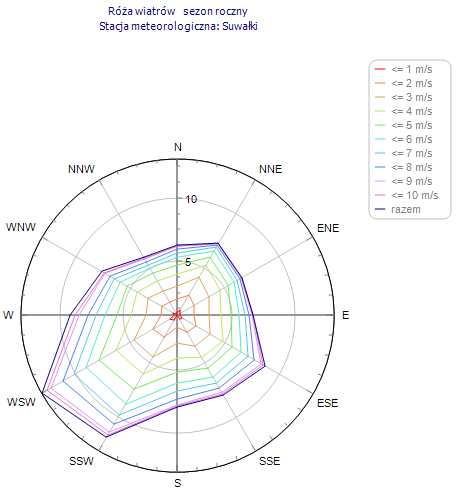 Róża wiatrów sezon roczny
Stacja meteorologiczna: Suwałki
<= 1 m/s
<= 2 m/s
<= 3 m/s
<= 4 m/s
<= 5 m/s
<= 6 m/s
<= 7 m/s
<= 8 m/s
<= 9 m/s
<= 10 m/s
razem
N
NNW
NNE
10
WNW
ENE
5
W
E
WSW
ESE
SSW
SSE
S